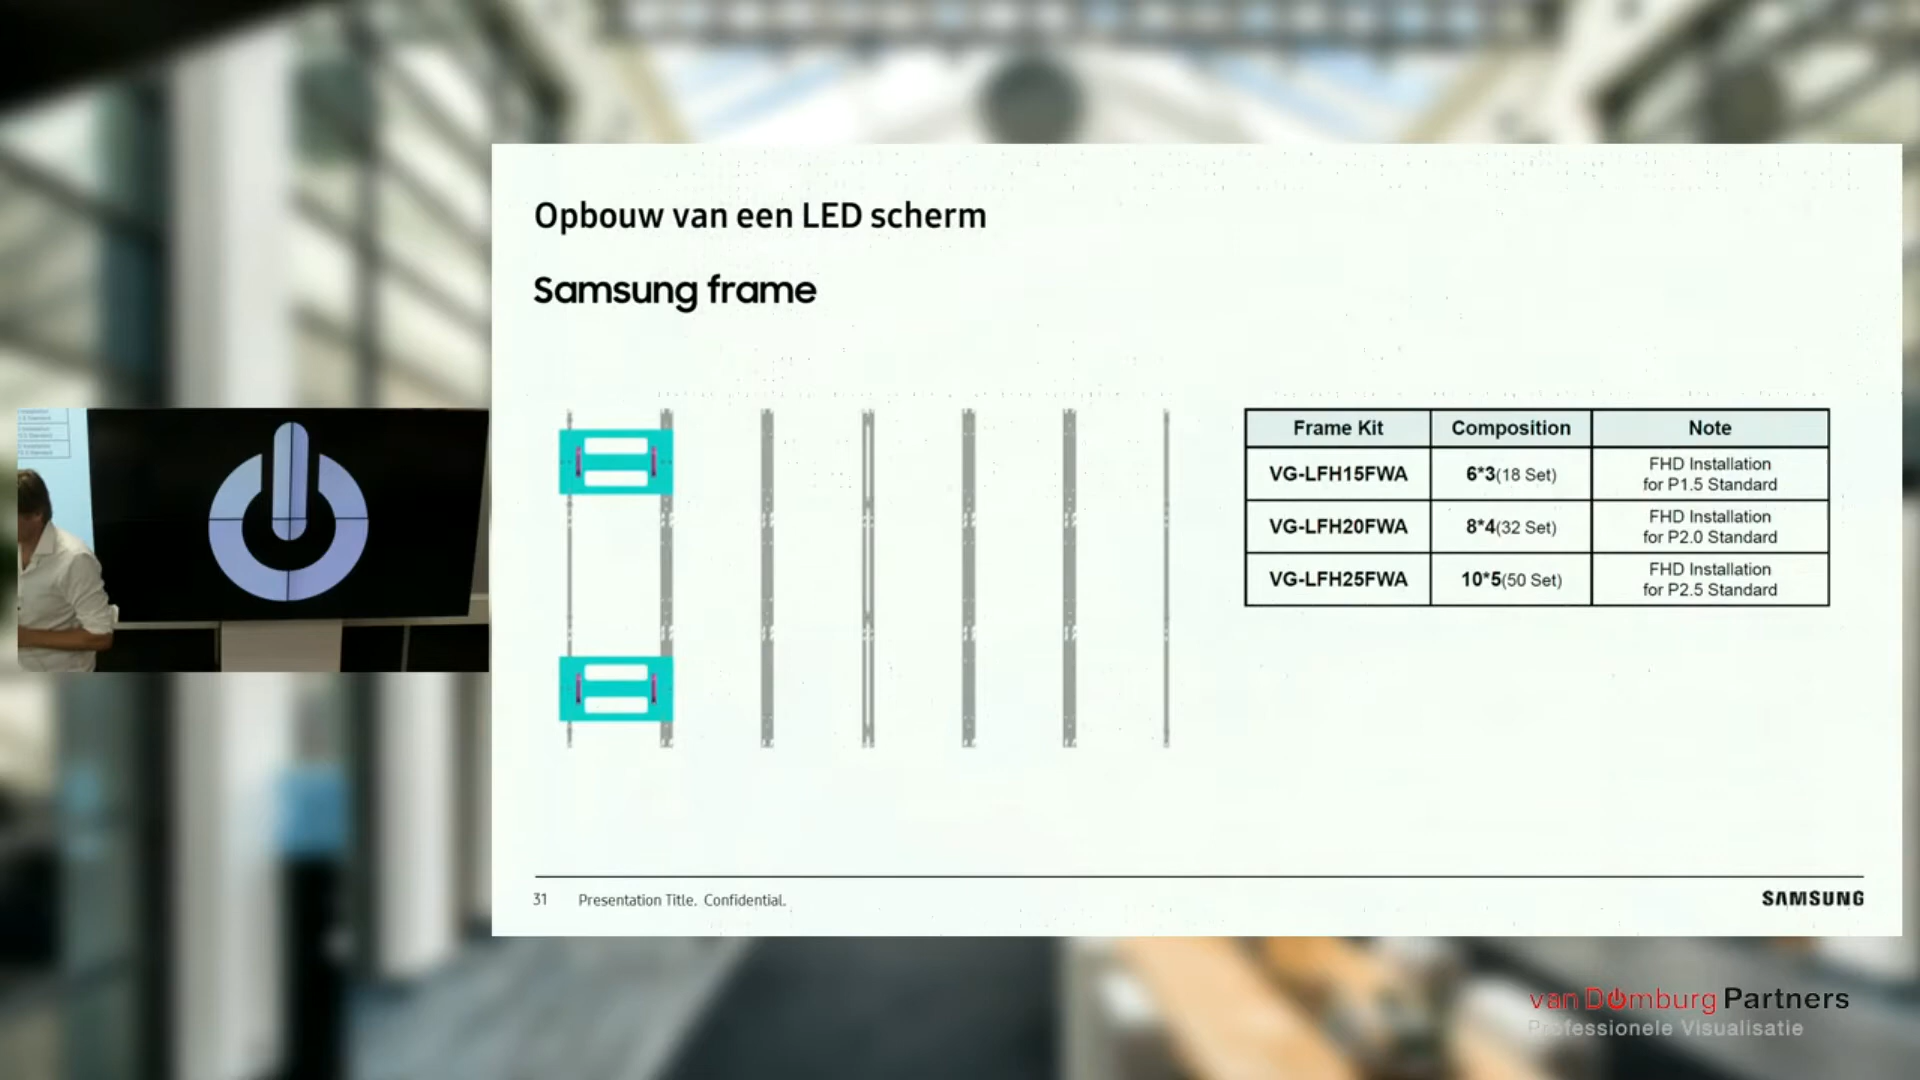 Opbouw van een LED scherm
Samsung frame
Frame Kit Composition Note
VG-LFH15FWA 6*3(18 Set) FHD Installation
for P1.5 Standard
VG-LFH20FWA 8*4(32 Set) FHD Installation
for P2.0 Standard
VG-LFH25FWA 10*5(50 Set) FHD Installation
for P2.5 Standard
31 Presentation Title. Confidential.
SAMSUNG
van Domburg Partners
Professionele Visualisatie